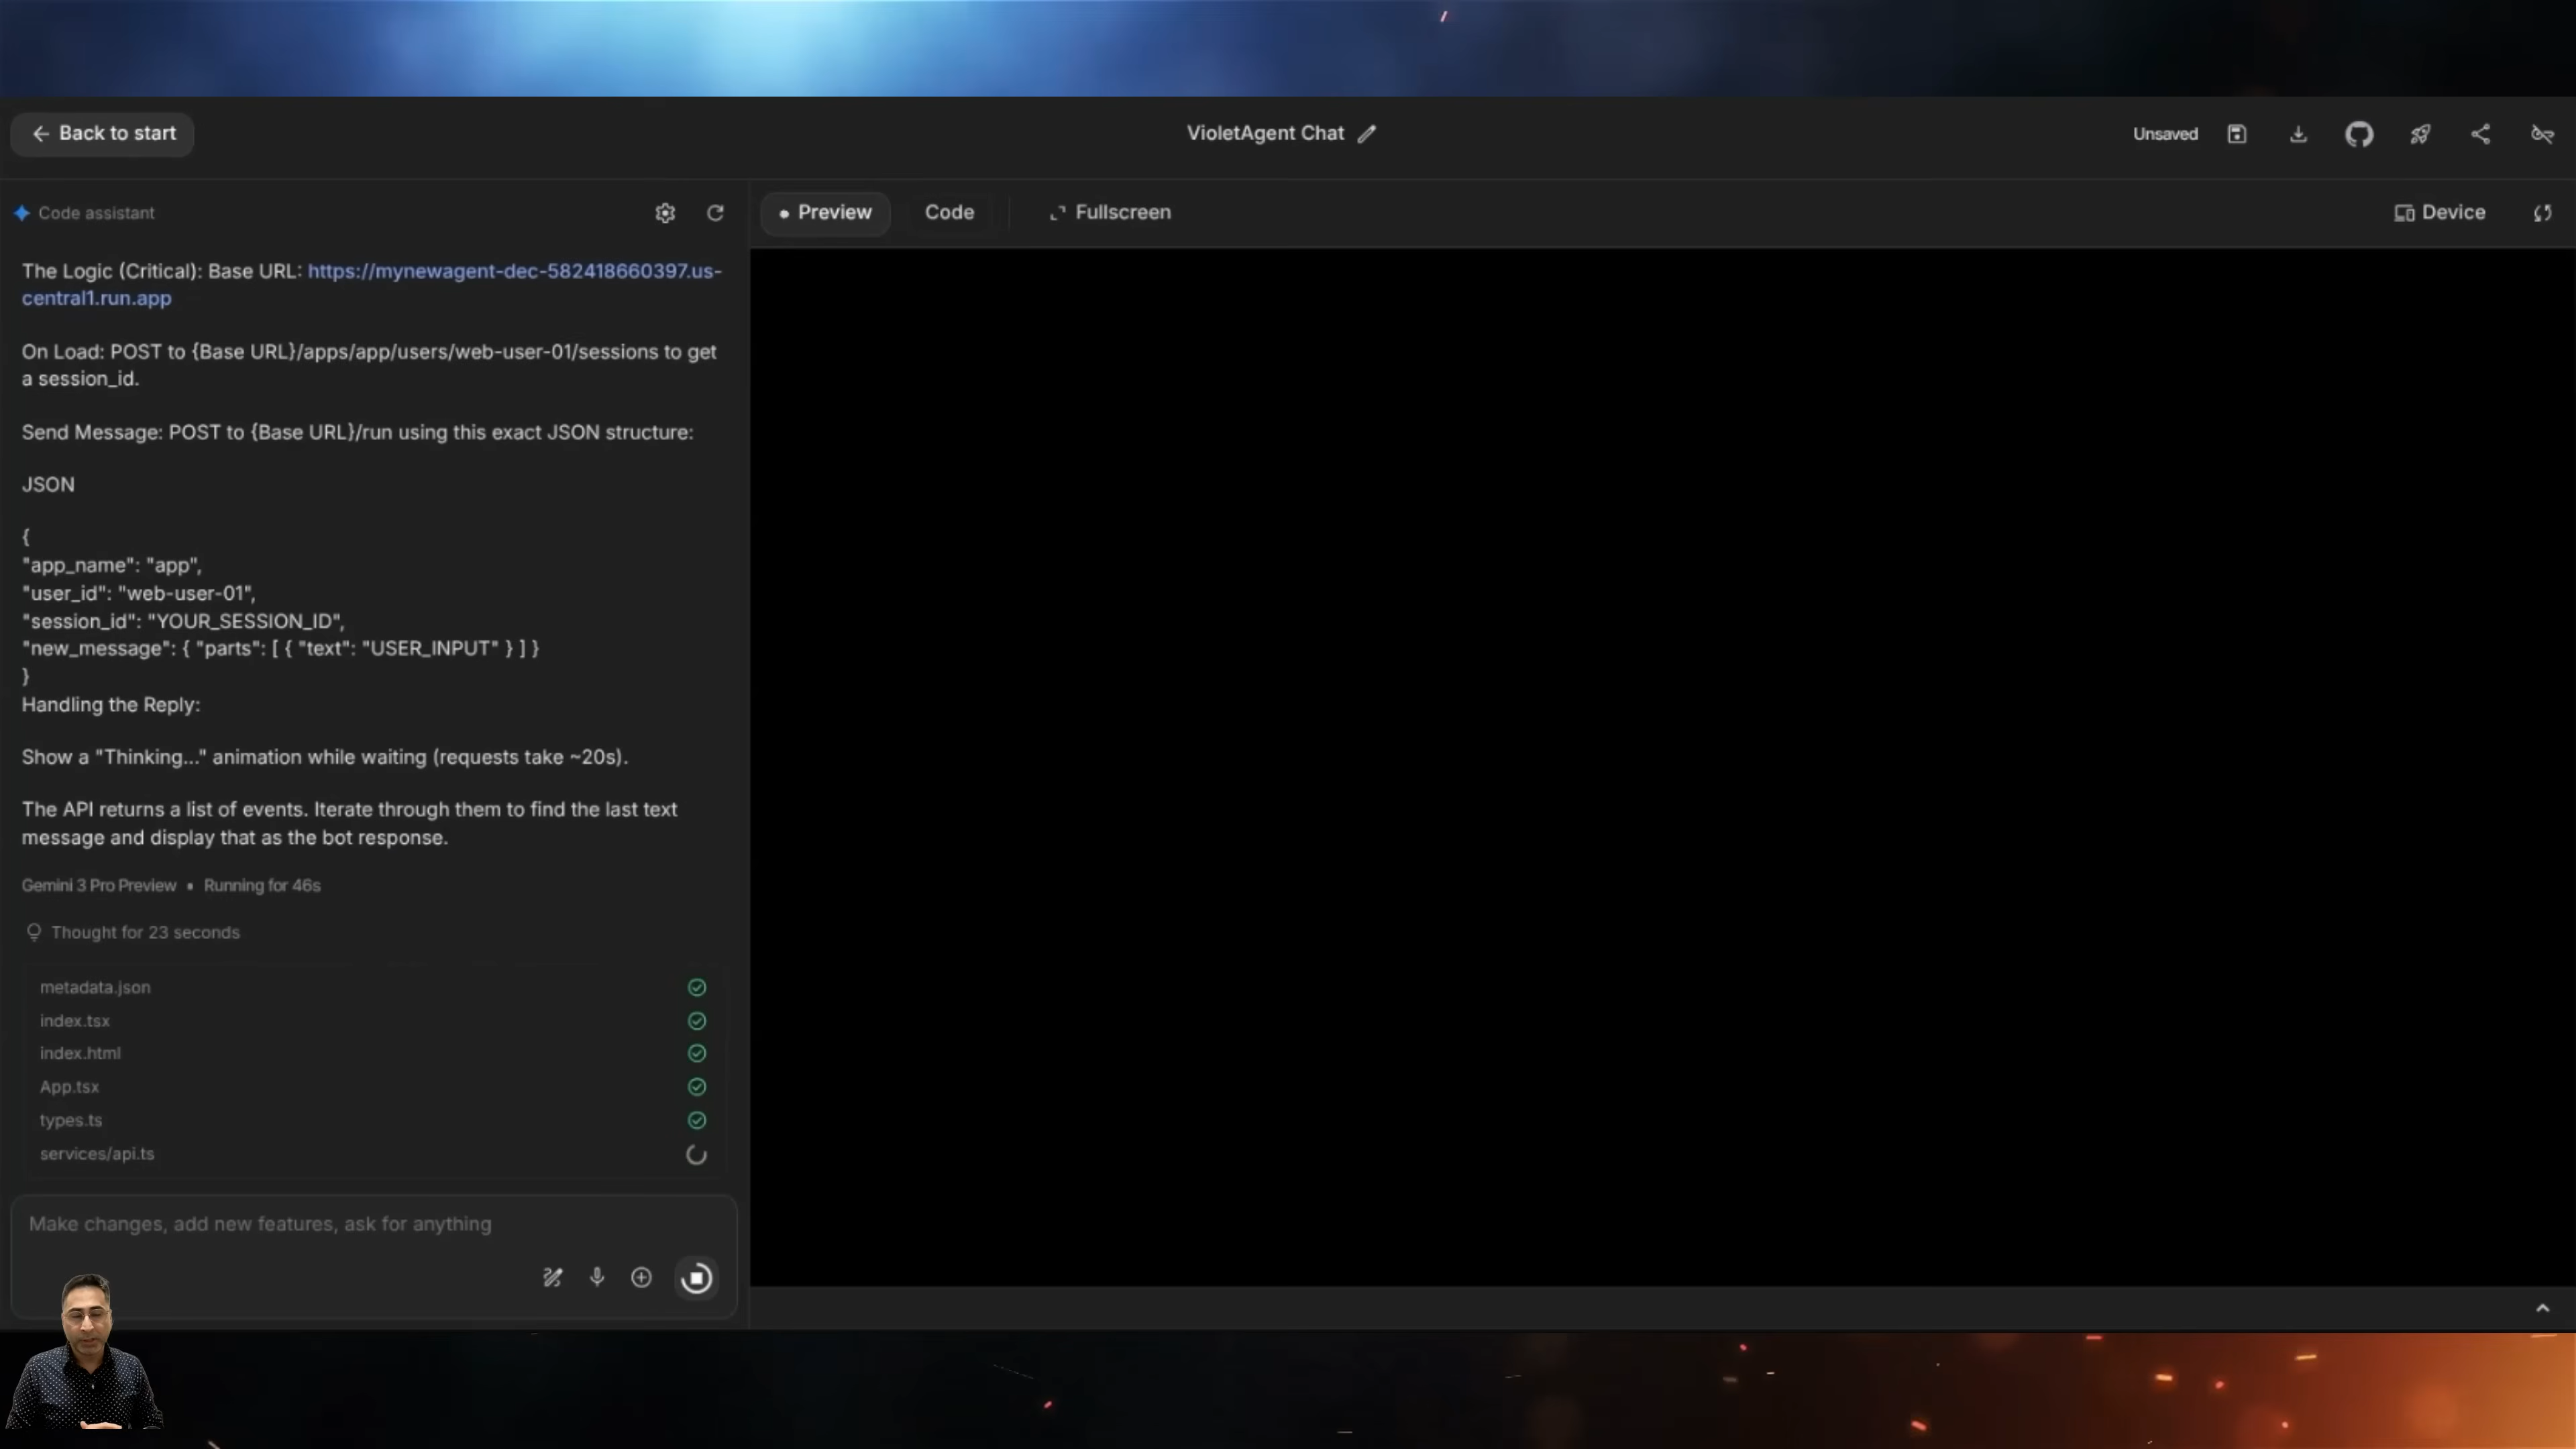 Back to start
VioletAgent Chat
Unsaved
Code assistant
Preview
Code
Fullscreen
Device
The Logic (Critical): Base URL: https://mynewagent-dec-582418660397.us-
central1.run.app
On Load: POST to {Base URL}/apps/app/users/web-user-01/sessions to get
a session_id.
Send Message: POST to {Base URL}/run using this exact JSON structure:
JSON
{
"app_name": "app",
"user_id": "web-user-01",
"session_id": "YOUR_SESSION_ID",
"new_message": { "parts": [ { "text": "USER_INPUT" } ] }
}
Handling the Reply:
Show a "Thinking..." animation while waiting (requests take ~20s).
The API returns a list of events. Iterate through them to find the last text
message and display that as the bot response.
Gemini 3 Pro Preview • Running for 46s
Thought for 23 seconds
metadata.json
index.tsx
index.html
App.tsx
types.ts
services/api.ts
Make changes, add new features, ask for anything